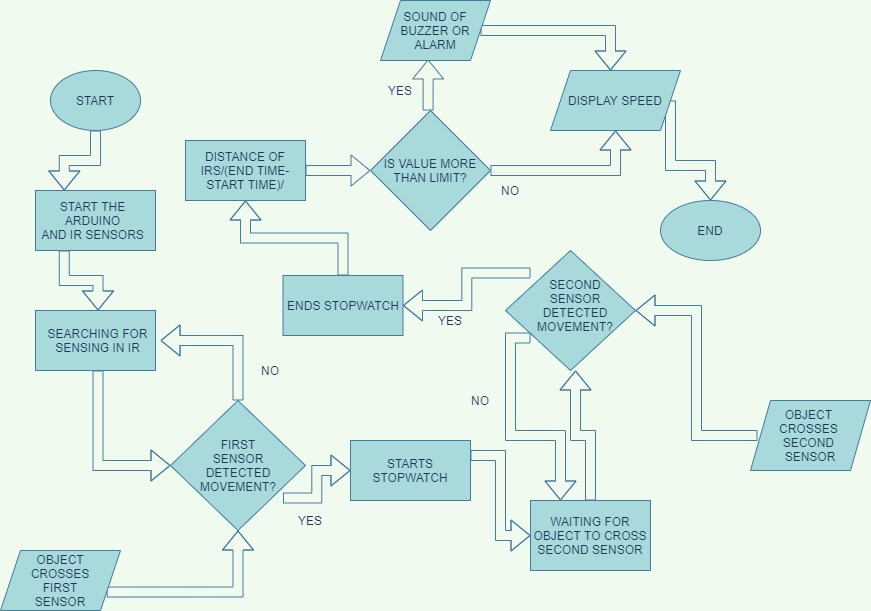 START
START THE
ARDUINO
AND IR SENSORS
SEARCHING FOR
SENSING IN IR
NO
FIRST
SENSOR
DETECTED
MOVEMENT?
YES
OBJECT
CROSSES
FIRST
SENSOR
STARTS
STOPWATCH
WAITING FOR
OBJECT TO CROSS
SECOND SENSOR
NO
SECOND
SENSOR
DETECTED
MOVEMENT?
OBJECT
CROSSES
SECOND
SENSOR
YES
ENDS STOPWATCH
DISTANCE OF
IRS/(END TIME-
START TIME)/
IS VALUE MORE
THAN LIMIT?
YES
SOUND OF
BUZZER OR
ALARM
NO
DISPLAY SPEED
END